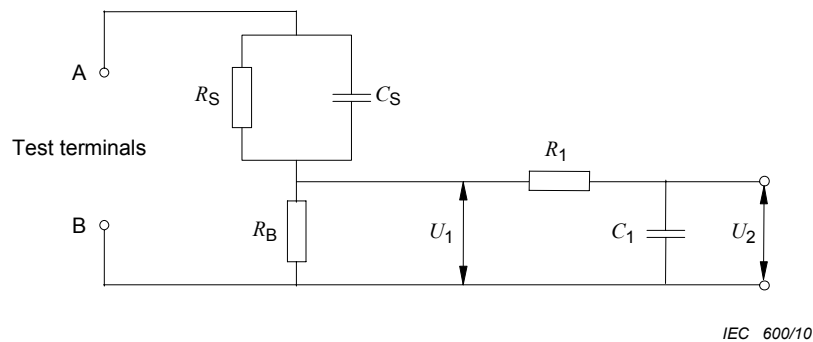 A
R_S
C_S
Test terminals
R_1
B
R_B
U_1
C_1
U_2
IEC 600/10